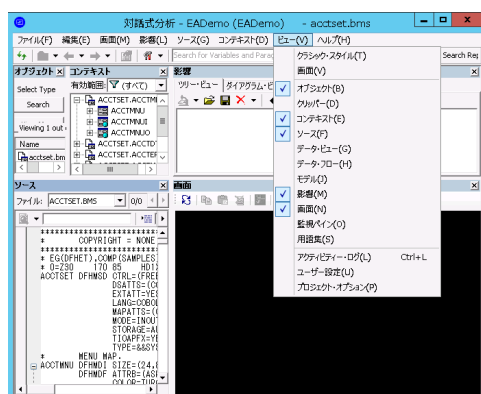 対話式分析 - EADemo (EADemo) - acctset.bms
ファイル(F) 編集(E) 画面(M) 影響(I) ソース(G) コンテキスト(D) ビュー(V) ヘルプ(H)
Search for Variables and Parag
Search Rep
クラシック・スタイル(T)
画面(V)
オブジェクト(B)
クリッパー(D)
コンテキスト(E)
ソース(F)
データ・ビュー(G)
データ・フロー(H)
モデル(J)
影響(M)
画面(N)
監視ペイン(O)
用語集(S)
アクティビティー・ログ(L) Ctrl+L
ユーザー設定(U)
プロジェクト・オプション(P)
オブジェクト
Select Type
Search
Viewing 1 out
Name
acctset.bm
コンテキスト
有効範囲: (すべて)
ACCTSET.ACCTM
ACCTMNU
ACCTMNUI
ACCTMNUO
ACCTSET.ACCTD
ACCTSET.ACCTEF
影響
ツリー・ビュー ダイアグラム・ビ
ソース
ファイル: ACCTSET.BMS 0/0
********************
* COPYRIGHT = NONE
********************
* EG(DFHET),COMP(SAMPLES
* O=Z30 170 85 HD1
ACCTSET DFHMSD CTRL=(FREE
DSATTS=(C
EXTATT=YE
LANG=COBO
MAPATTS=(
MODE=INOU
STORAGE=A
TIOAPFX=Y
TYPE=&&SY
* MENU MAP.
ACCTMNU DFHMDI SIZE=(24,
DFHMDF ATTRB=(AS
COLOR=TUR
画面